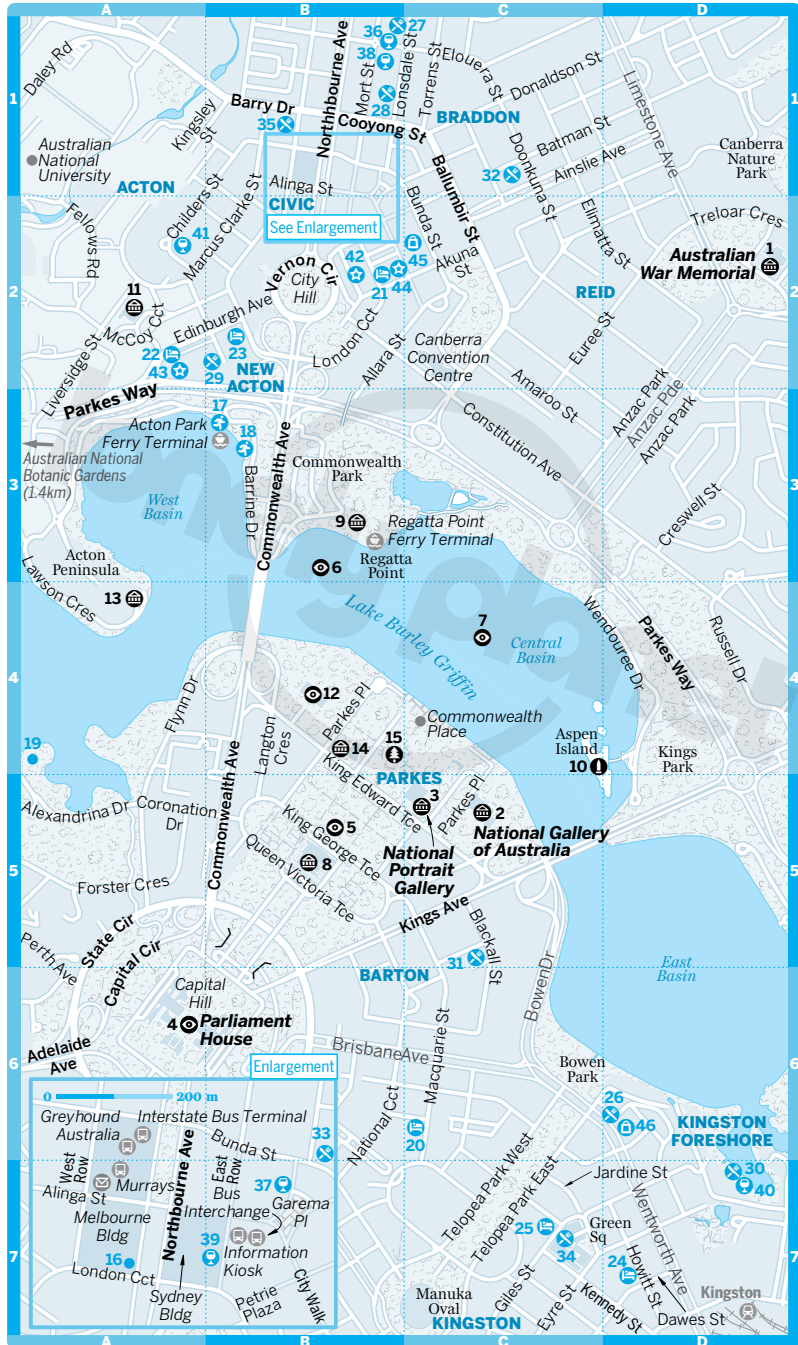 A
B
C
D
1
2
3
4
5
6
7
1
2
3
4
5
6
7
Daley Rd
Kingsley
St
Barry Dr
Northbourne Ave
36
27
38
Mort St
Lonsdale St
28
35
Cooyong St
Torrens St
Elouera St
Donaldson St
BRADDON
Batman St
Doonkuna St
Ainslie Ave
Limestone Ave
32
Canberra
Nature
Park
Australian
National
University
ACTON
Alinga St
CIVIC
See Enlargement
Ballumbir St
Bunda St
Akuna
St
Elimatta St
Treloar Cres
Australian
War Memorial
1
Fellows Rd
Childers St
Marcus Clarke St
41
Vernon Cir
City
Hill
42
21
44
45
REID
11
McCoy Cct
Edinburgh Ave
London Cct
Allara St
Canberra
Convention
Centre
Euree St
Liversidge St
22
43
29
23
NEW
ACTON
Amaroo St
Anzac Park
Anzac Pde
Anzac Park
Parkes Way
17
Acton Park
Ferry Terminal
18
Australian National
Botanic Gardens
(1.4km)
West
Basin
Barrine Dr
Commonwealth Ave
Commonwealth
Park
Constitution Ave
Creswell St
9
Regatta Point
Ferry Terminal
Regatta
Point
6
Acton
Peninsula
Lawson Cres
13
Lake Burley Griffin
7
Central
Basin
Wendouree Dr
Parkes Way
Russell Dr
lonely planet
Flynn Dr
12
Parkes Pl
Langton
Cres
14
15
Commonwealth
Place
Aspen
Island
10
Kings
Park
19
PARKES
Commonwealth Ave
King Edward Tce
3
Parkes Pl
2
Alexandrina Dr
Coronation
Dr
5
King George Tce
8
Queen Victoria Tce
National
Portrait
Gallery
National Gallery
of Australia
Forster Cres
Kings Ave
State Cir
Capital Cir
Perth Ave
Blackall St
31
BARTON
Bowen Dr
East
Basin
Capital
Hill
4
Parliament
House
Adelaide
Ave
Brisbane Ave
Macquarie St
National Cct
20
Bowen
Park
26
46
KINGSTON
FORESHORE
30
40
Telopea Park West
Telopea Park East
Jardine St
Wentworth Ave
25
34
Green
Sq
24
Howitt St
Giles St
Eyre St
Kennedy St
Dawes St
Kingston
Manuka
Oval
KINGSTON
Enlargement
0
200 m
Greyhound
Australia
Interstate Bus Terminal
33
Bunda St
West
Row
Northbourne Ave
East
Row
Bus
Interchange
37
Garema
Pl
Murrays
Alinga St
Melbourne
Bldg
16
39
Information
Kiosk
London Cct
Sydney
Bldg
Petrie
Plaza
City Walk
A
B
C
D